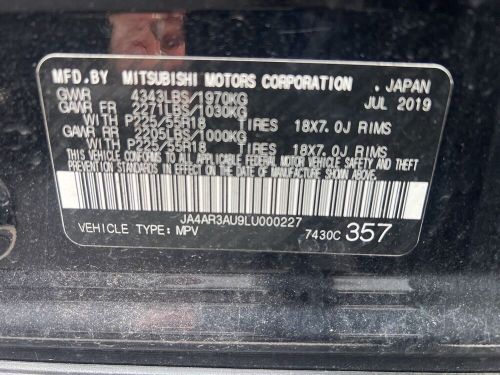 MFD.BY MITSUBISHI MOTORS CORPORATION . JAPAN
GVWR 4343LBS/1970KG JUL 2019
GAWR FR 2271LBS/1030KG
WITH P225/55R18 TIRES 18X7.0J RIMS
GAWR RR 2205LBS/1000KG
WITH P225/55R18 TIRES 18X7.0J RIMS
THIS VEHICLE CONFORMS TO ALL APPLICABLE FEDERAL MOTOR VEHICLE SAFETY AND THEFT
PREVENTION STANDARDS IN EFFECT ON THE DATE OF MANUFACTURE SHOWN ABOVE.
JA4AR3AU9LU000227
VEHICLE TYPE: MPV 7430C 357